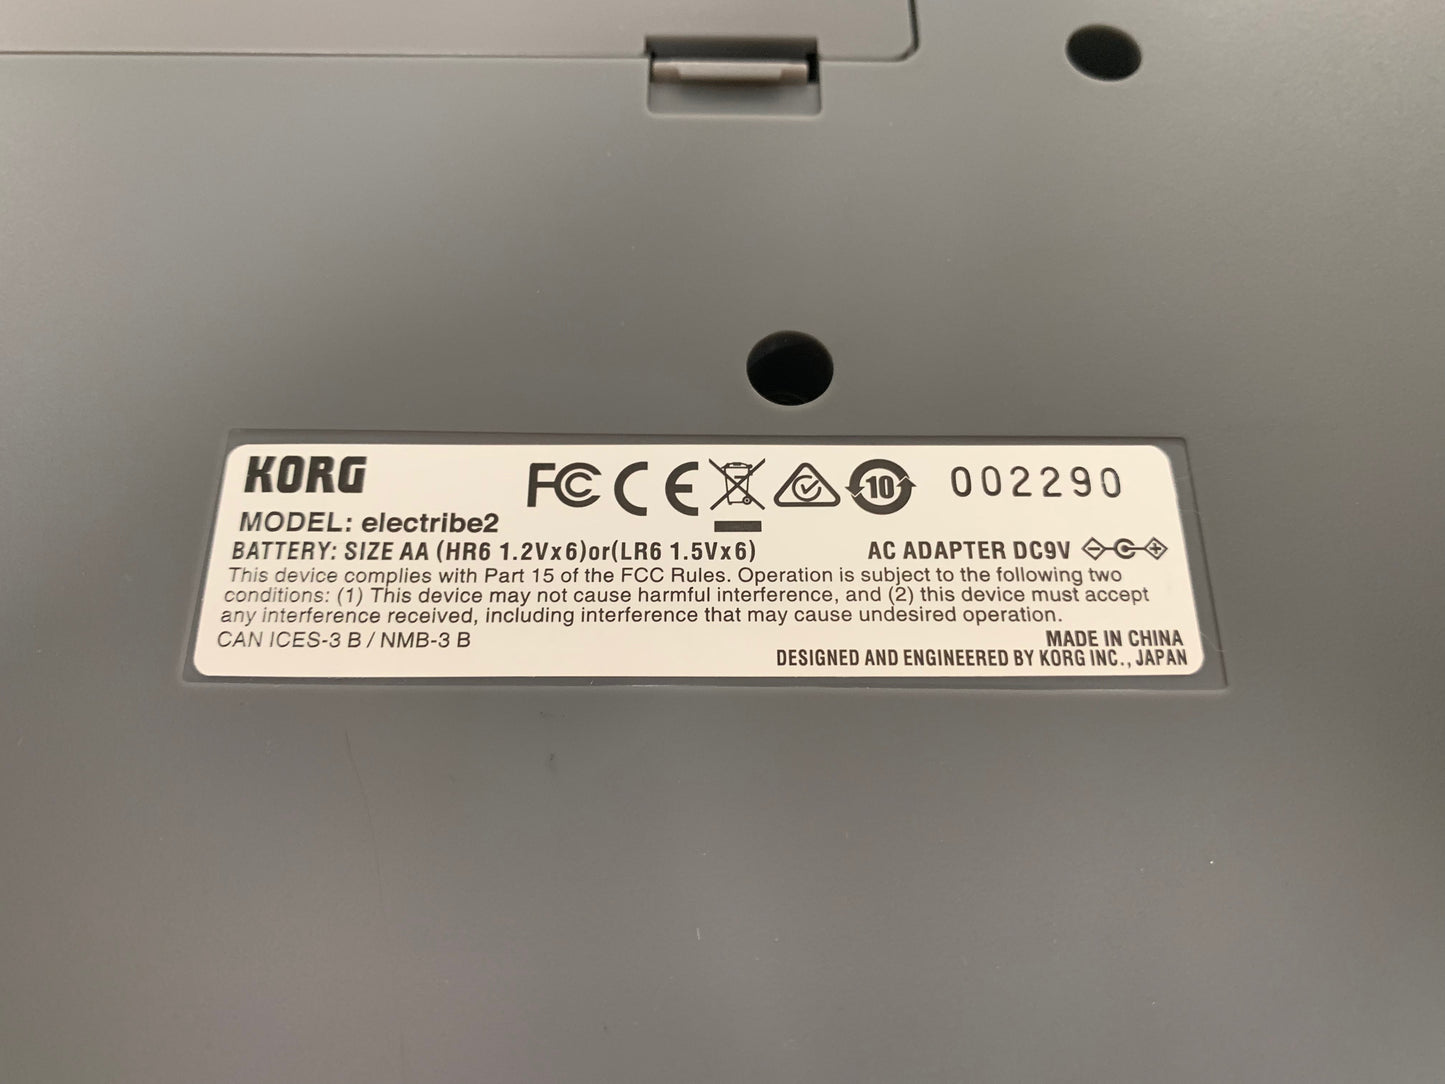 KORG
FC CE 10 002290
MODEL: electribe2
BATTERY: SIZE AA (HR6 1.2Vx6)or(LR6 1.5Vx6) AC ADAPTER DC9V
This device complies with Part 15 of the FCC Rules. Operation is subject to the following two
conditions: (1) This device may not cause harmful interference, and (2) this device must accept
any interference received, including interference that may cause undesired operation.
CAN ICES-3 B / NMB-3 B
MADE IN CHINA
DESIGNED AND ENGINEERED BY KORG INC., JAPAN